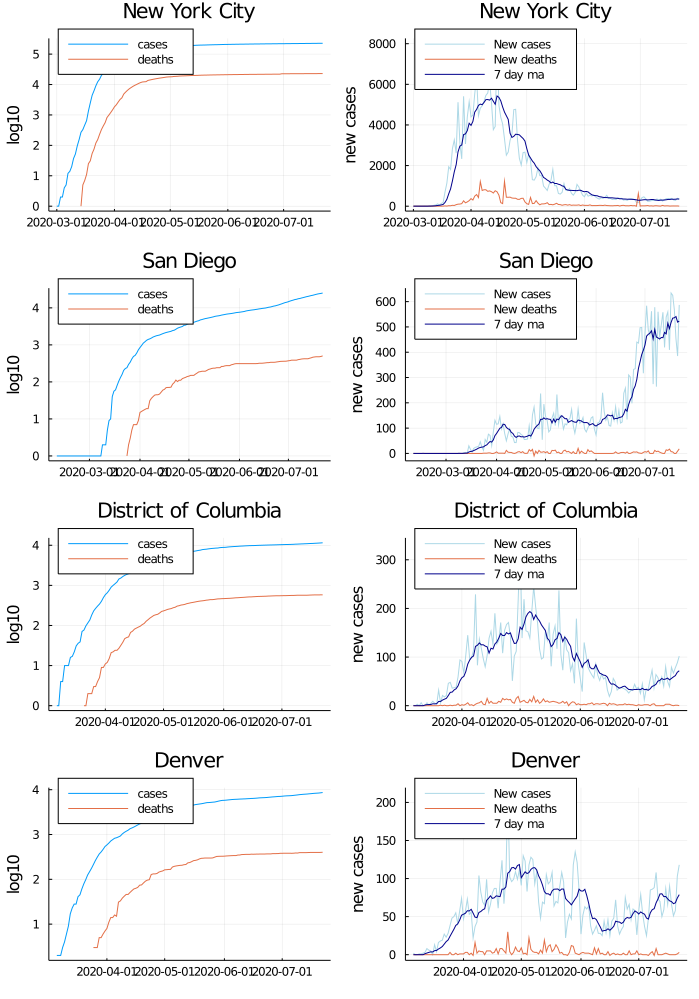 New York City
cases
deaths
log10
5
4
3
2
1
0
2020-03-01 2020-04-01 2020-05-01 2020-06-01 2020-07-01
New York City
New cases
New deaths
7 day ma
new cases
8000
6000
4000
2000
0
2020-03-01 2020-04-01 2020-05-01 2020-06-01 2020-07-01
San Diego
cases
deaths
log10
4
3
2
1
0
2020-03-01 2020-04-01 2020-05-01 2020-06-01 2020-07-01
San Diego
New cases
New deaths
7 day ma
new cases
600
500
400
300
200
100
0
2020-03-01 2020-04-01 2020-05-01 2020-06-01 2020-07-01
District of Columbia
cases
deaths
log10
4
3
2
1
0
2020-04-01 2020-05-01 2020-06-01 2020-07-01
District of Columbia
New cases
New deaths
7 day ma
new cases
300
200
100
0
2020-04-01 2020-05-01 2020-06-01 2020-07-01
Denver
cases
deaths
log10
4
3
2
1
2020-04-01 2020-05-01 2020-06-01 2020-07-01
Denver
New cases
New deaths
7 day ma
new cases
200
150
100
50
0
2020-04-01 2020-05-01 2020-06-01 2020-07-01